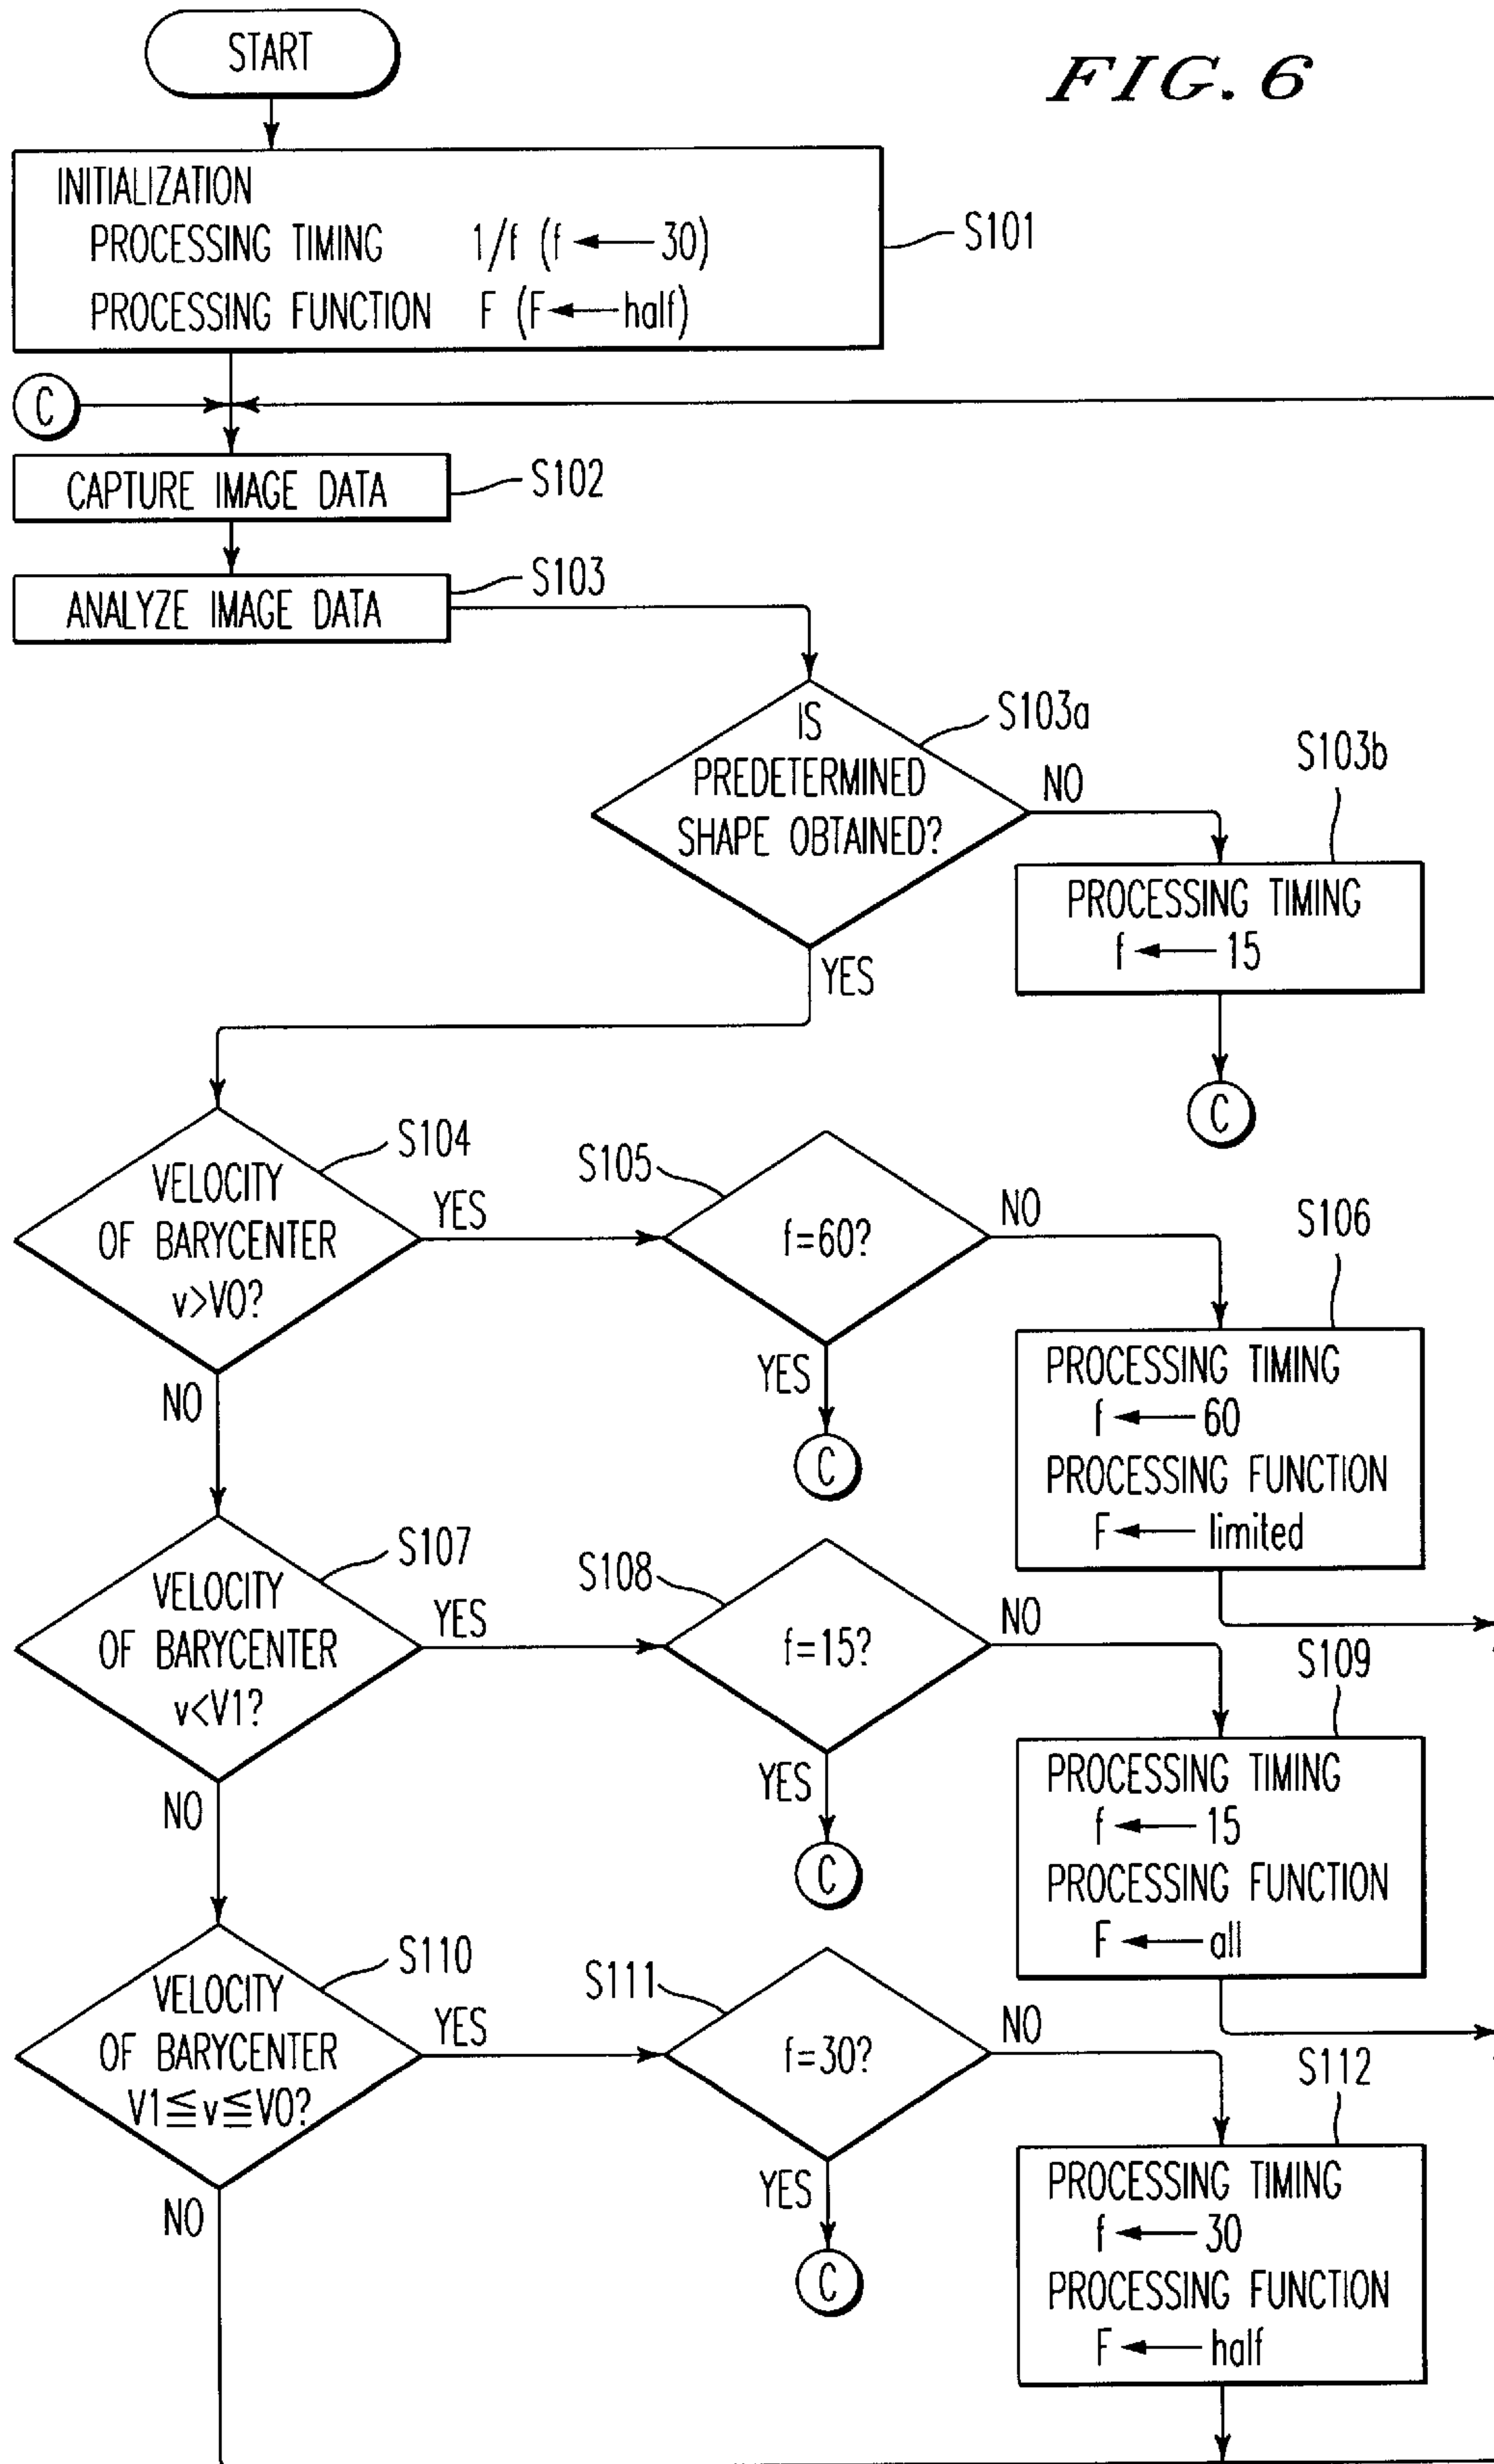 FIG. 6
START
INITIALIZATION
PROCESSING TIMING 1/f (f ← 30)
PROCESSING FUNCTION F (F ← half)
S101
C
CAPTURE IMAGE DATA
S102
ANALYZE IMAGE DATA
S103
IS
PREDETERMINED
SHAPE OBTAINED?
S103a
NO
YES
S103b
PROCESSING TIMING
f ← 15
C
VELOCITY
OF BARYCENTER
v>V0?
S104
YES
NO
S105
f=60?
NO
YES
C
S106
PROCESSING TIMING
f ← 60
PROCESSING FUNCTION
F ← limited
VELOCITY
OF BARYCENTER
v<V1?
S107
YES
NO
S108
f=15?
NO
YES
C
S109
PROCESSING TIMING
f ← 15
PROCESSING FUNCTION
F ← all
VELOCITY
OF BARYCENTER
V1≦v≦V0?
S110
YES
NO
S111
f=30?
NO
YES
C
S112
PROCESSING TIMING
f ← 30
PROCESSING FUNCTION
F ← half